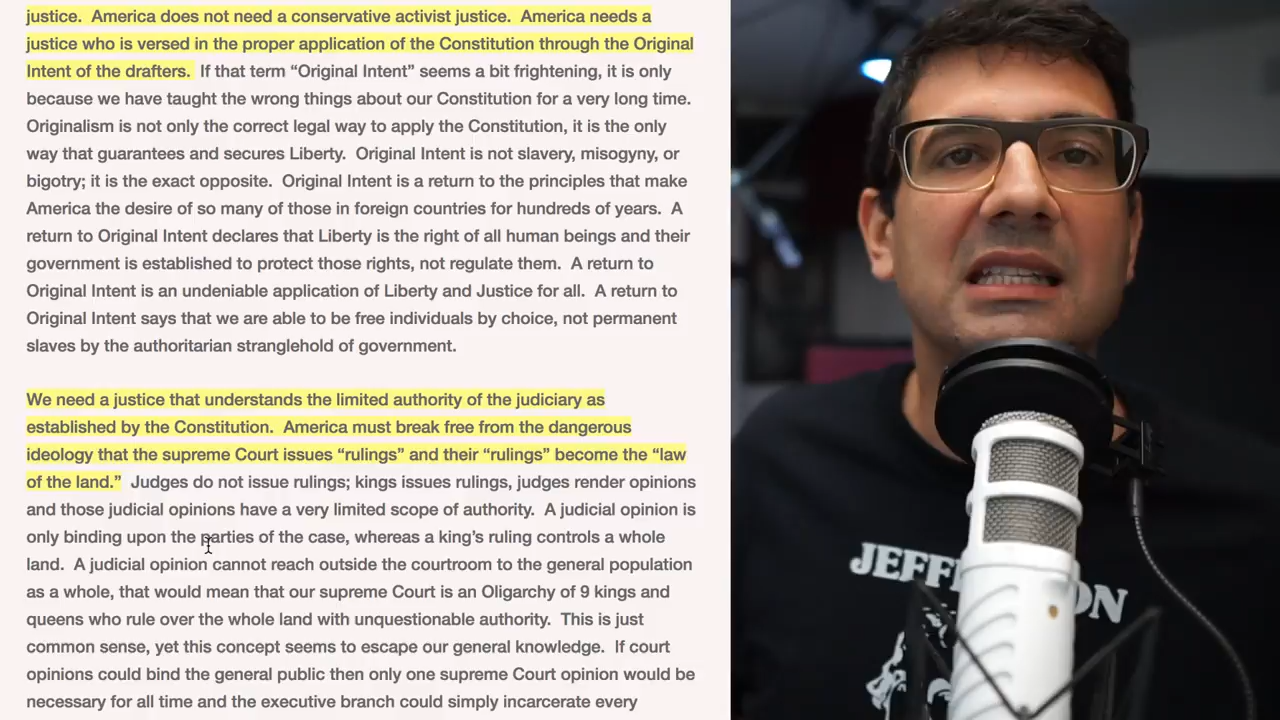 justice.  America does not need a conservative activist justice.  America needs a
justice who is versed in the proper application of the Constitution through the Original
Intent of the drafters.  If that term “Original Intent” seems a bit frightening, it is only
because we have taught the wrong things about our Constitution for a very long time.
Originalism is not only the correct legal way to apply the Constitution, it is the only
way that guarantees and secures Liberty.  Original Intent is not slavery, misogyny, or
bigotry; it is the exact opposite.  Original Intent is a return to the principles that make
America the desire of so many of those in foreign countries for hundreds of years.  A
return to Original Intent declares that Liberty is the right of all human beings and their
government is established to protect those rights, not regulate them.  A return to
Original Intent is an undeniable application of Liberty and Justice for all.  A return to
Original Intent says that we are able to be free individuals by choice, not permanent
slaves by the authoritarian stranglehold of government.
We need a justice that understands the limited authority of the judiciary as
established by the Constitution.  America must break free from the dangerous
ideology that the supreme Court issues “rulings” and their “rulings” become the “law
of the land.”  Judges do not issue rulings; kings issues rulings, judges render opinions
and those judicial opinions have a very limited scope of authority.  A judicial opinion is
only binding upon the parties of the case, whereas a king’s ruling controls a whole
land.  A judicial opinion cannot reach outside the courtroom to the general population
as a whole, that would mean that our supreme Court is an Oligarchy of 9 kings and
queens who rule over the whole land with unquestionable authority.  This is just
common sense, yet this concept seems to escape our general knowledge.  If court
opinions could bind the general public then only one supreme Court opinion would be
necessary for all time and the executive branch could simply incarcerate every